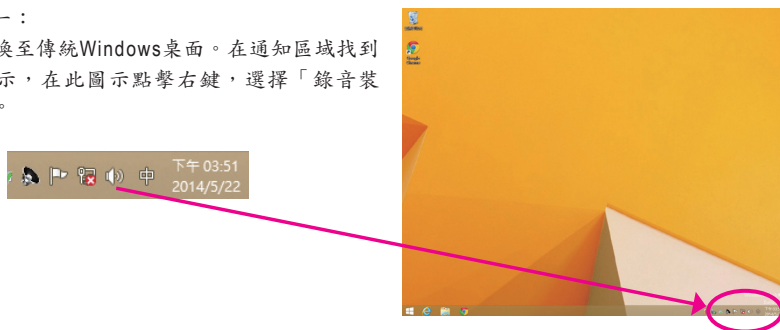 一：
換至傳統Windows桌面。在通知區域找到
示，在此圖示點擊右鍵，選擇「錄音裝
。
中
下午 03:51
2014/5/22
Google
Chrome